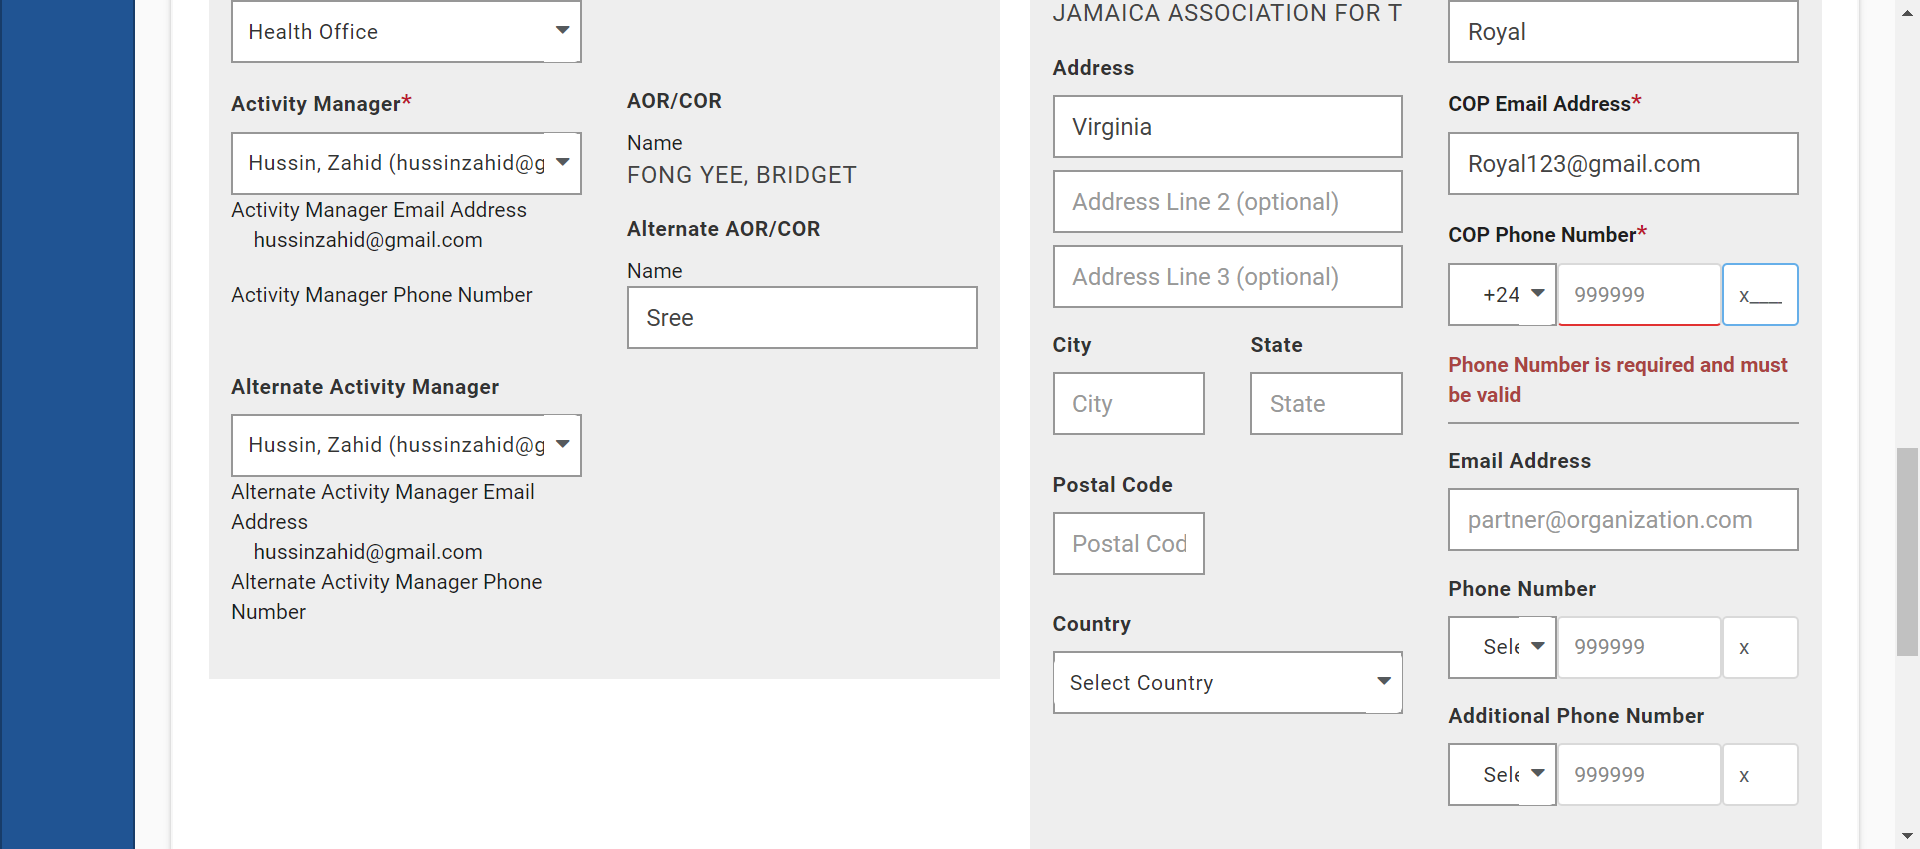 Health Office
Activity Manager*
Hussin, Zahid (hussinzahid@g
Activity Manager Email Address
hussinzahid@gmail.com
Activity Manager Phone Number
Alternate Activity Manager
Hussin, Zahid (hussinzahid@g
Alternate Activity Manager Email
Address
hussinzahid@gmail.com
Alternate Activity Manager Phone
Number
AOR/COR
Name
FONG YEE, BRIDGET
Alternate AOR/COR
Name
Sree
JAMAICA ASSOCIATION FOR T
Address
Virginia
Address Line 2 (optional)
Address Line 3 (optional)
City
State
City
State
Postal Code
Postal Cod
Country
Select Country
Royal
COP Email Address*
Royal123@gmail.com
COP Phone Number*
+24
999999
x___
Phone Number is required and must
be valid
Email Address
partner@organization.com
Phone Number
Sele
999999
x
Additional Phone Number
Sele
999999
x